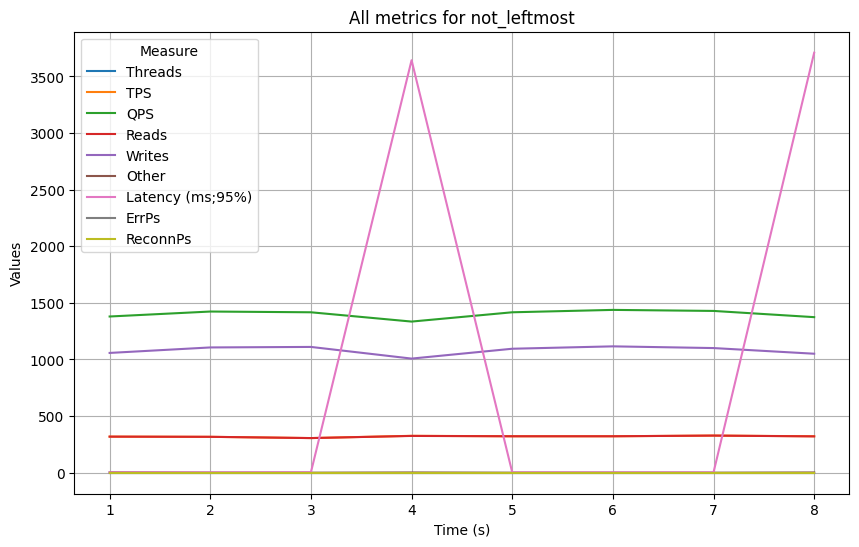 All metrics for not_leftmost
Measure
Threads
TPS
QPS
Reads
Writes
Other
Latency (ms;95%)
ErrPs
ReconnPs
Values
3500
3000
2500
2000
1500
1000
500
0
1 2 3 4 5 6 7 8
Time (s)